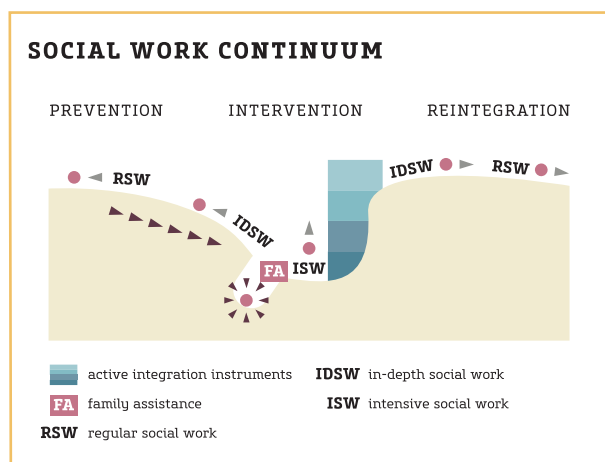 SOCIAL WORK CONTINUUM
PREVENTION INTERVENTION REINTEGRATION
RSW
IDSW
FA
ISW
IDSW
RSW
active integration instruments
FA family assistance
RSW regular social work
IDSW in-depth social work
ISW intensive social work